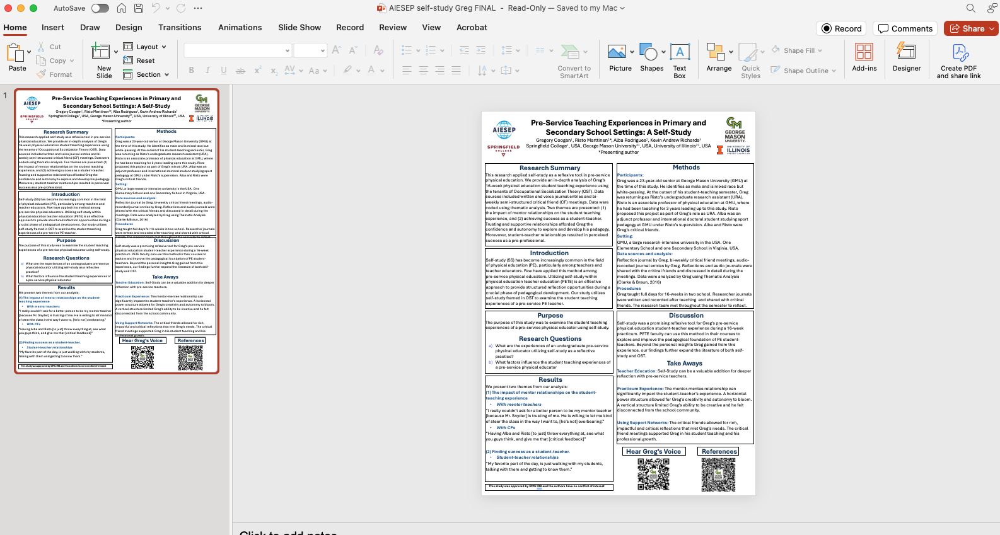 AutoSave
AIESEP self-study Greg FINAL - Read-Only — Saved to my Mac
Home Insert Draw Design Transitions Animations Slide Show Record Review View Acrobat
Record Comments Share
Paste Cut Copy Format
New Slide Layout Reset Section
Convert to SmartArt
Picture Shapes Text Box Arrange Quick Styles Shape Fill Shape Outline
Add-ins Designer Create PDF and share link
1
AIESEP
SPRINGFIELD
COLLEGE
Pre-Service Teaching Experiences in Primary and
Secondary School Settings: A Self-Study
Gregory Coogan¹, Risto Marttinen²*, Alba Rodrigues², Kevin Andrew Richards³
Springfield College¹, USA, George Mason University²³, USA, University of Illinois²³, USA
*Presenting author
GEORGE
MASON
UNIVERSITY.
UNIVERSITY OF
ILLINOIS
Research Summary
This research applied self-study as a reflexive tool in pre-service
physical education. We provide an in-depth analysis of Greg's
16-week physical education student teaching experience using
the tenants of Occupational Socialization Theory (OST). Data
sources included written and voice journal entries and bi-
weekly semi-structured critical friend (CF) meetings. Data were
coded using thematic analysis. Two themes are presented: (1)
the impact of mentor relationships on the student teaching
experience, and (2) achieving success as a student-teacher.
Trusting and supportive relationships afforded Greg the
confidence and autonomy to explore and develop his pedagogy.
Moreover, student-teacher relationships resulted in perceived
success as a pre-professional.
Introduction
Self-study (SS) has become increasingly common in the field
of physical education (PE), particularly among teachers and
teacher educators. Few have applied this method among
pre-service physical educators. Utilizing self-study within
physical education teacher education (PETE) is an effective
approach to provide structured reflection opportunities during a
crucial phase of pedagogical development. Our study utilizes
self-study framed in OST to examine the student teaching
experiences of a pre-service PE teacher.
Purpose
The purpose of this study was to examine the student teaching
experiences of a pre-service physical educator using self-study.
Research Questions
a) What are the experiences of an undergraduate pre-service
physical educator utilizing self-study as a reflective
practice?
b) What factors influence the student teaching experiences of
a pre-service physical educator
Results
We present two themes from our analysis:
(1) The impact of mentor relationships on the student-
teaching experience
• With mentor teachers
"I really couldn't ask for a better person to be my mentor teacher
[because Mr. Snyder] is trusting of me. He is willing to let me kind
of steer the class in the way I want to, [he's not] overbearing."
• With CFs
"Having Alba and Risto [to just] throw everything at, see what
you guys think, and give me that [critical feedback]"
(2) Finding success as a student-teacher.
• Student-teacher relationships
"My favorite part of the day, is just walking with my students,
talking with them and getting to know them."
This study was approved by GMU IRB and the authors have no conflict of interest
Methods
Participants:
Greg was a 23-year-old senior at George Mason University (GMU) at
the time of this study. He identifies as male and is mixed race but
white-passing. At the outset of his student-teaching semester, Greg
was returning as Risto's undergraduate research assistant (URA).
Risto is an associate professor of physical education at GMU, where
he had been teaching for 3 years leading up to this study. Risto
proposed this project as part of Greg's role as URA. Alba was an
adjunct professor and international doctoral student studying sport
pedagogy at GMU under Risto's supervision. Alba and Risto were
Greg's critical friends.
Setting:
GMU, a large research-intensive university in the USA. One
Elementary School and one Secondary School in Virginia, USA.
Data sources and analysis:
Reflection journal by Greg, bi-weekly critical friend meetings, audio-
recorded journal entries by Greg. Reflections and audio journals were
shared with the critical friends and discussed in detail during the
meetings. Data were analyzed by Greg using Thematic Analysis
(Clarke & Braun, 2016)
Procedures
Greg taught full days for 16-weeks in two school. Researcher journals
were written and recorded after teaching and shared with critical
friends. The research team met throughout the semester to reflect.
Discussion
Self-study was a promising reflexive tool for Greg's pre-service
physical education student-teacher experience during a 16-week
practicum. PETE faculty can use this method in their courses to
explore and improve the pedagogical foundation of PE student-
teachers. Beyond the personal insights Greg gained from this
experience, our findings further expand the literature of both self-
study and OST.
Take Aways
Teacher Education: Self-Study can be a valuable addition for deeper
reflection with pre-service teachers.
Practicum Experience: The mentor-mentee relationship can
significantly impact the student-teacher's experience. A horizontal
power structure allowed for Greg's creativity and autonomy to bloom.
A vertical structure limited Greg's ability to be creative and he felt
disconnected from the school community.
Using Support Networks: The critical friends allowed for rich,
impactful and critical reflections that met Greg's needs. The critical
friend meetings supported Greg in his student teaching and his
professional growth.
Hear Greg's Voice
References